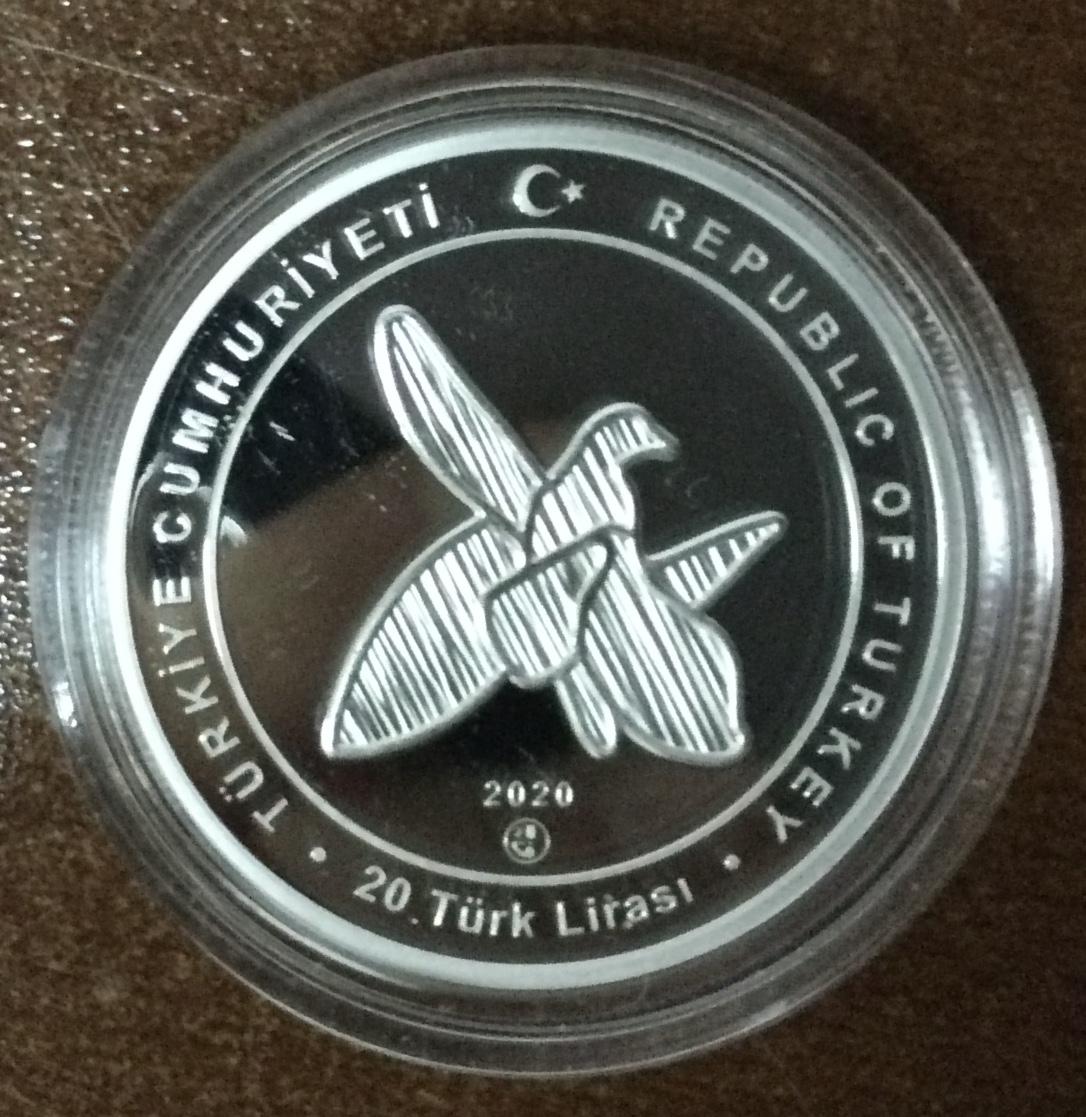 TÜRKİYE CUMHURİYETİ
REPUBLIC OF TURKEY
2020
20 Türk Lirası